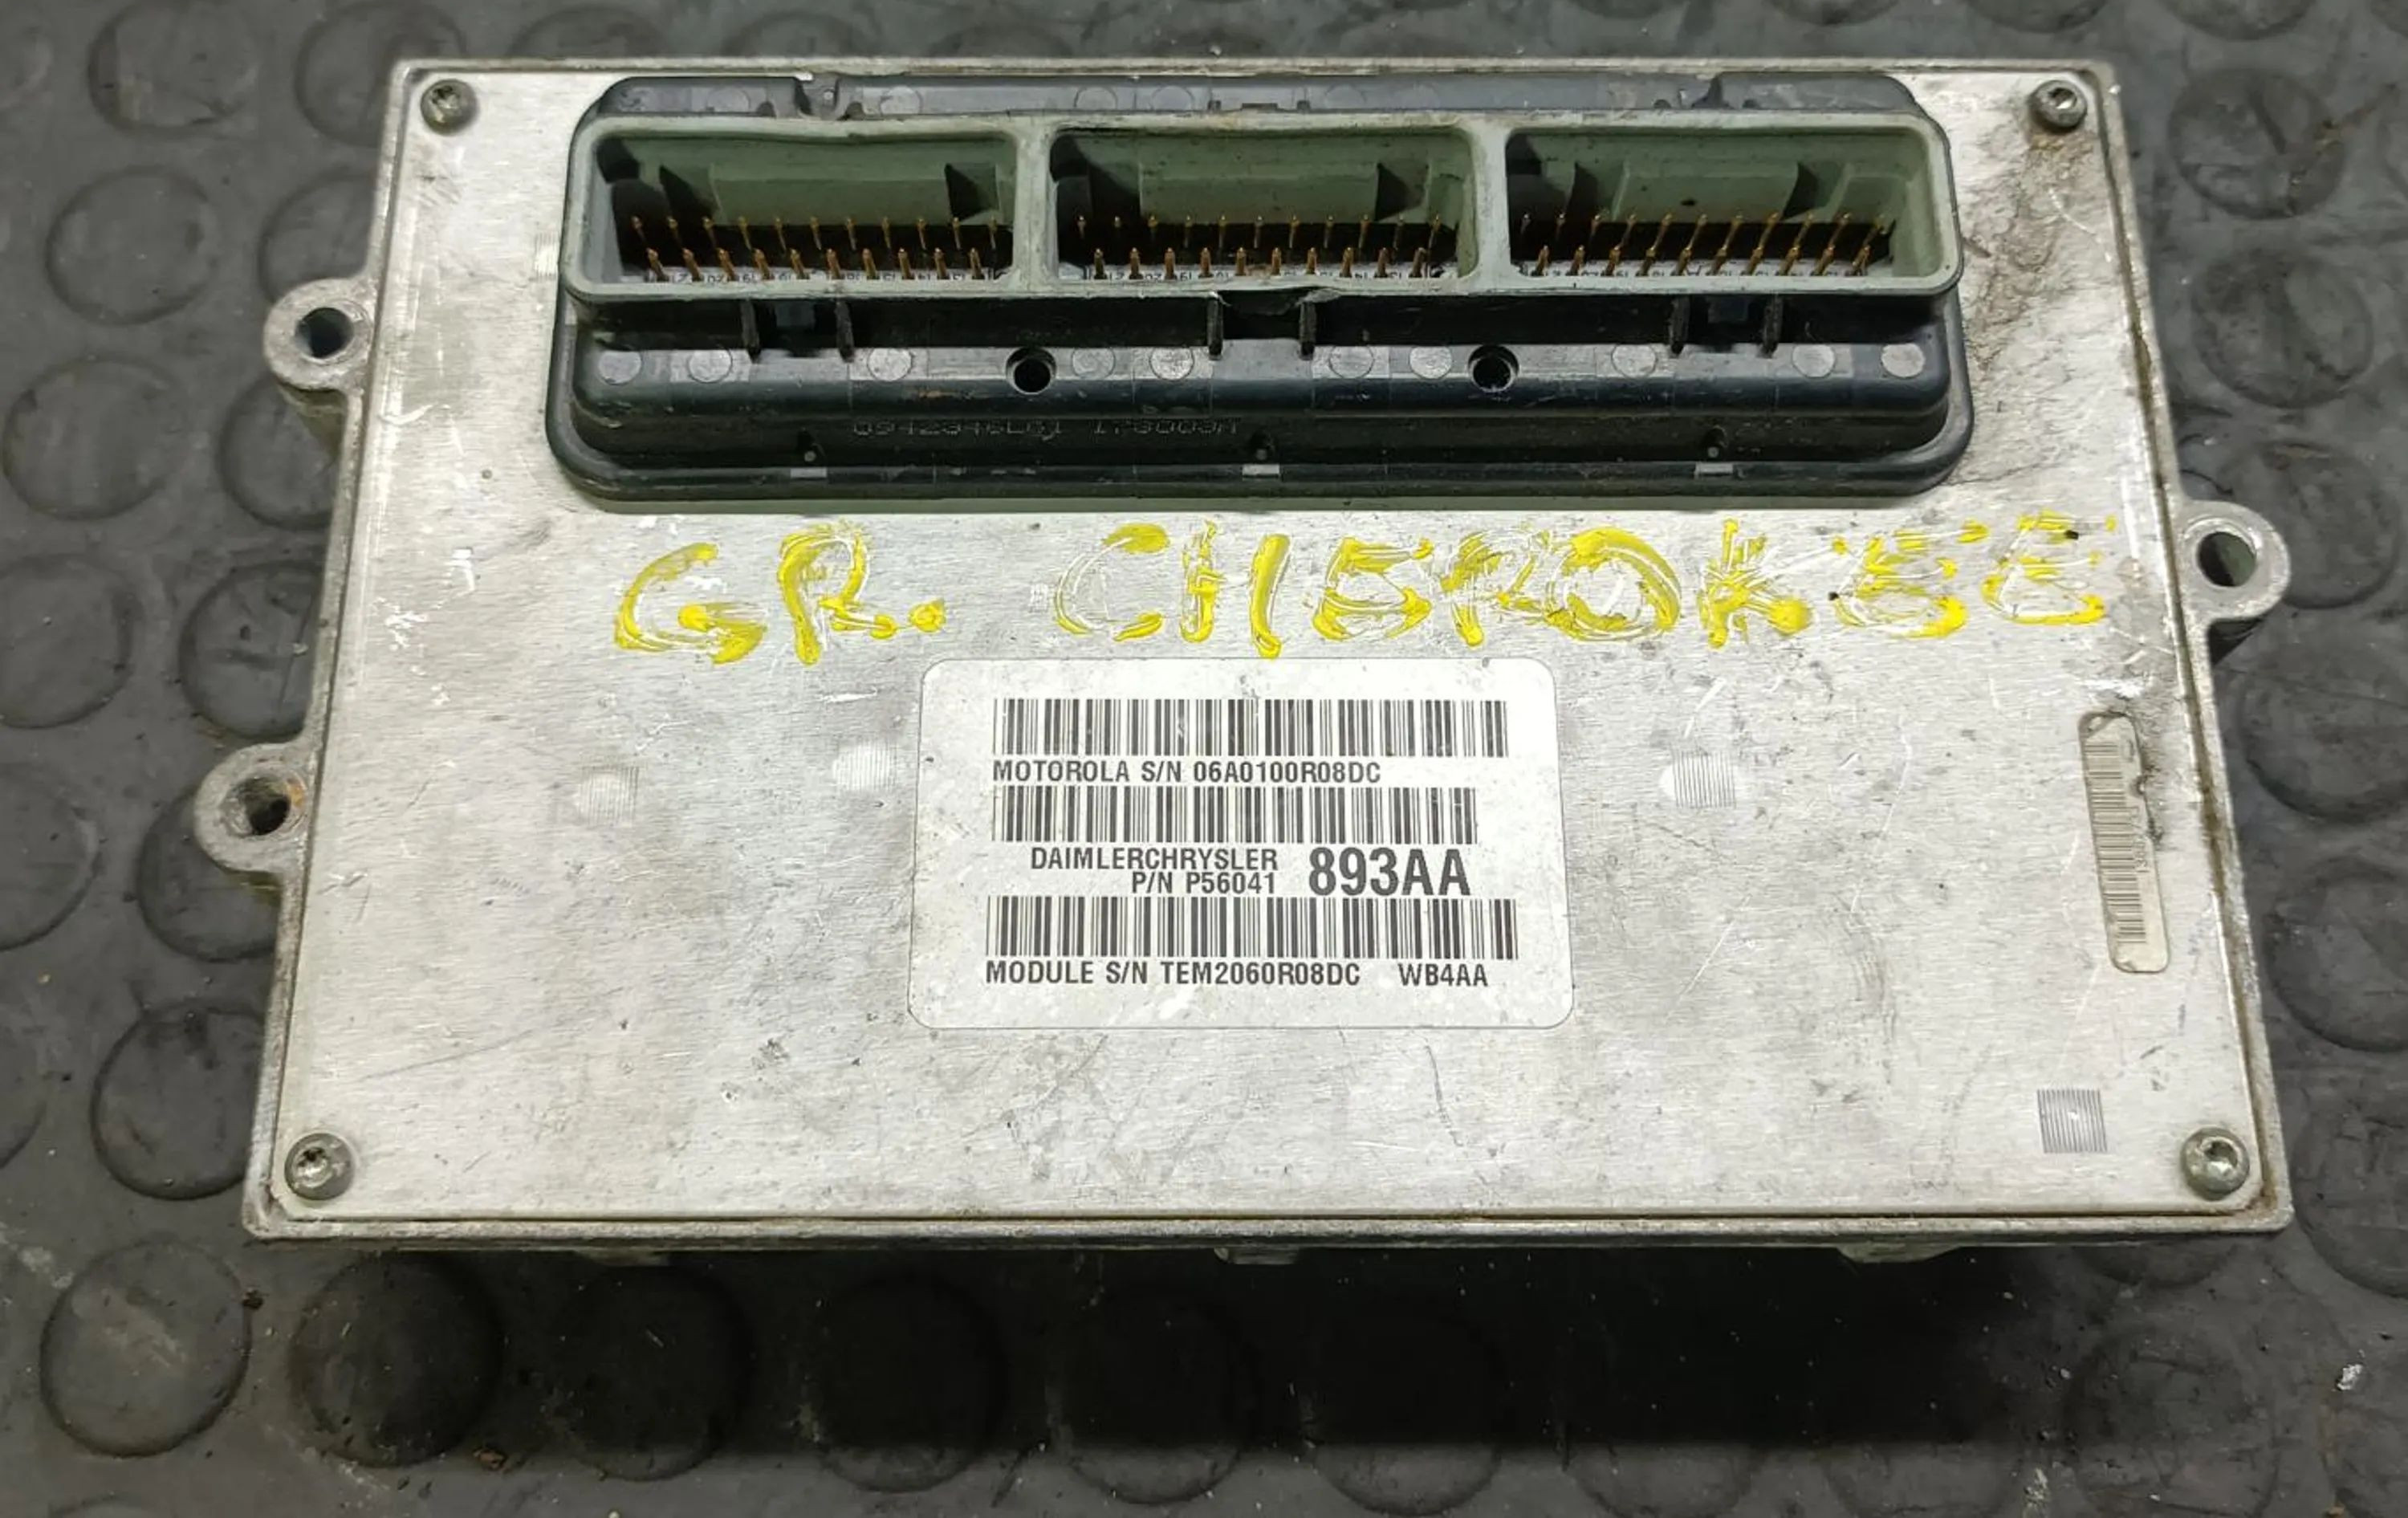 GR. CHEROKEE
MOTOROLA S/N 06A0100R08DC
DAIMLERCHRYSLER 893AA
P/N P56041
MODULE S/N TEM2060R08DC WB4AA